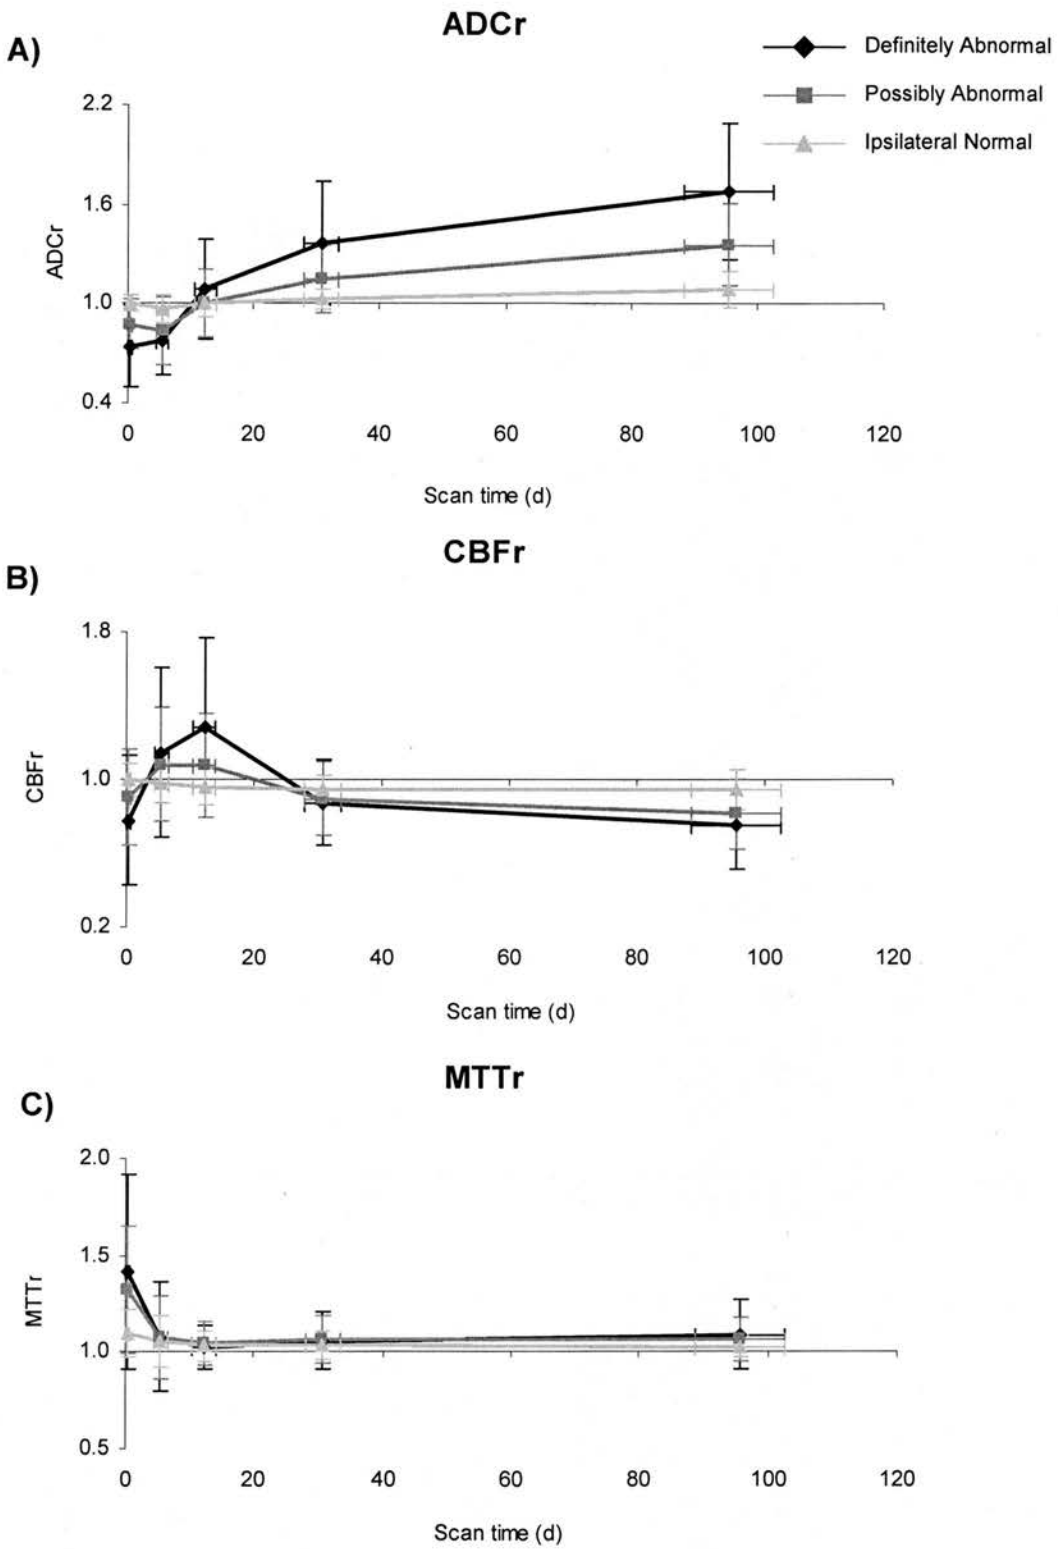 ADCr
A)
Definitely Abnormal
Possibly Abnormal
Ipsilateral Normal
2.2
1.6
1.0
0.4
ADCr
0 20 40 60 80 100 120
Scan time (d)
CBFr
B)
1.8
1.0
0.2
CBFr
0 20 40 60 80 100 120
Scan time (d)
MTTr
C)
2.0
1.5
1.0
0.5
MTTr
0 20 40 60 80 100 120
Scan time (d)